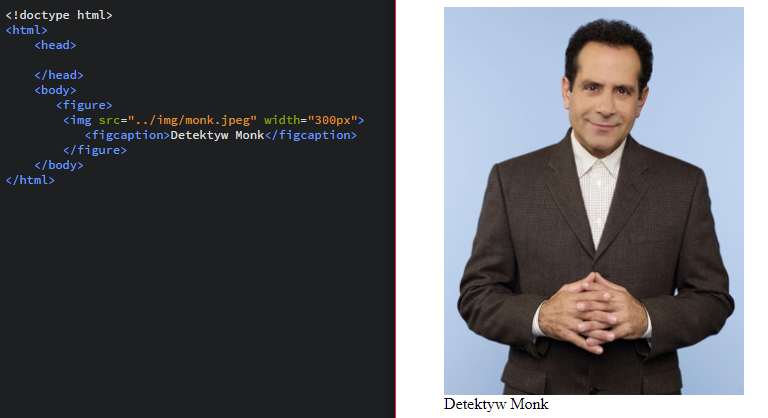 <!doctype html>
<html>
<head>
</head>
<body>
<figure>
<img src="../img/monk.jpeg" width="300px">
<figcaption>Detektyw Monk</figcaption>
</figure>
</body>
</html>
Detektyw Monk